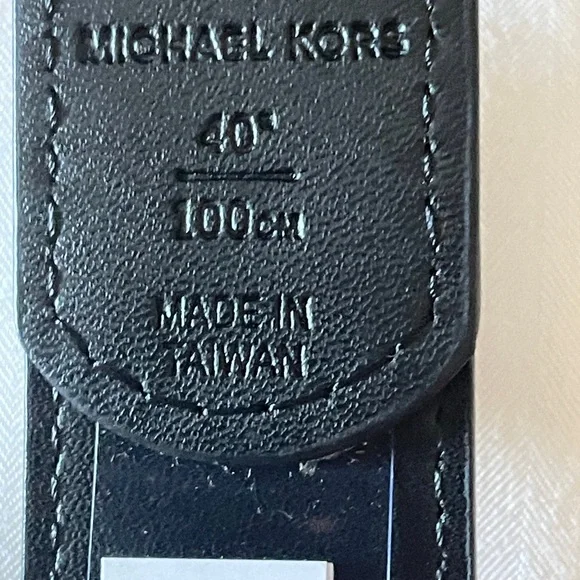 MICHAEL KORS
40"
100CM
MADE IN
TAIWAN